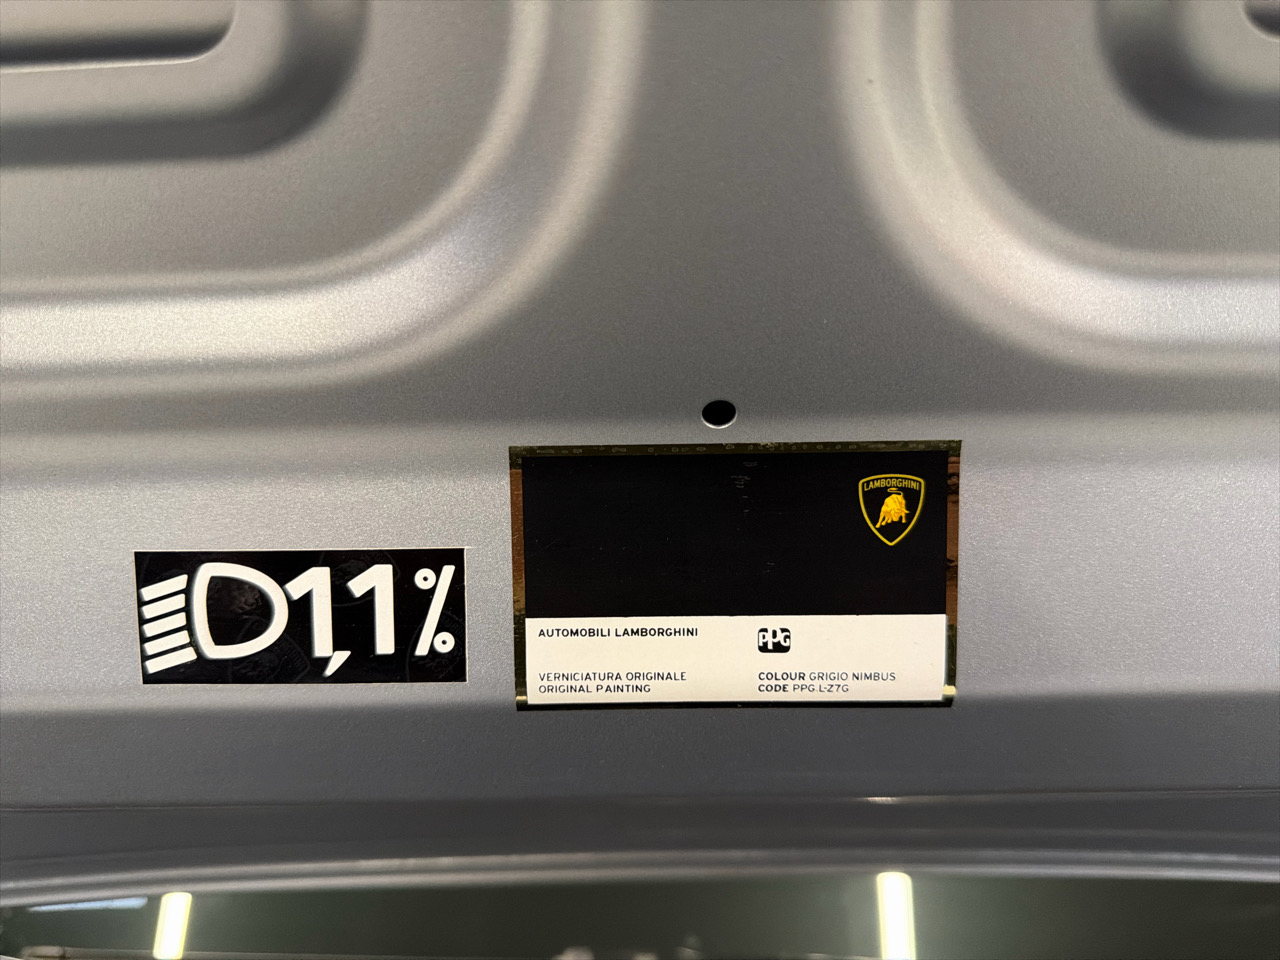 LAMBORGHINI
1,1%
AUTOMOBILI LAMBORGHINI
PPG
VERNICIATURA ORIGINALE
ORIGINAL PAINTING
COLOUR GRIGIO NIMBUS
CODE PPG.L-Z7G